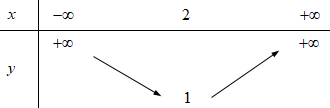 x −∞ 2 +∞
+∞ +∞
y
1